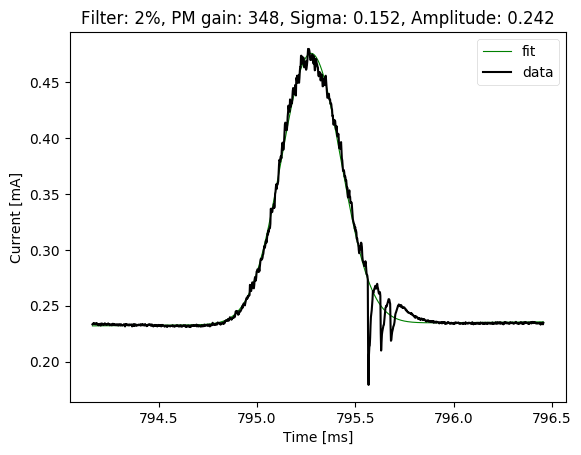 Filter: 2%, PM gain: 348, Sigma: 0.152, Amplitude: 0.242
fit
data
0.45
0.40
0.35
0.30
0.25
0.20
Current [mA]
794.5 795.0 795.5 796.0 796.5
Time [ms]